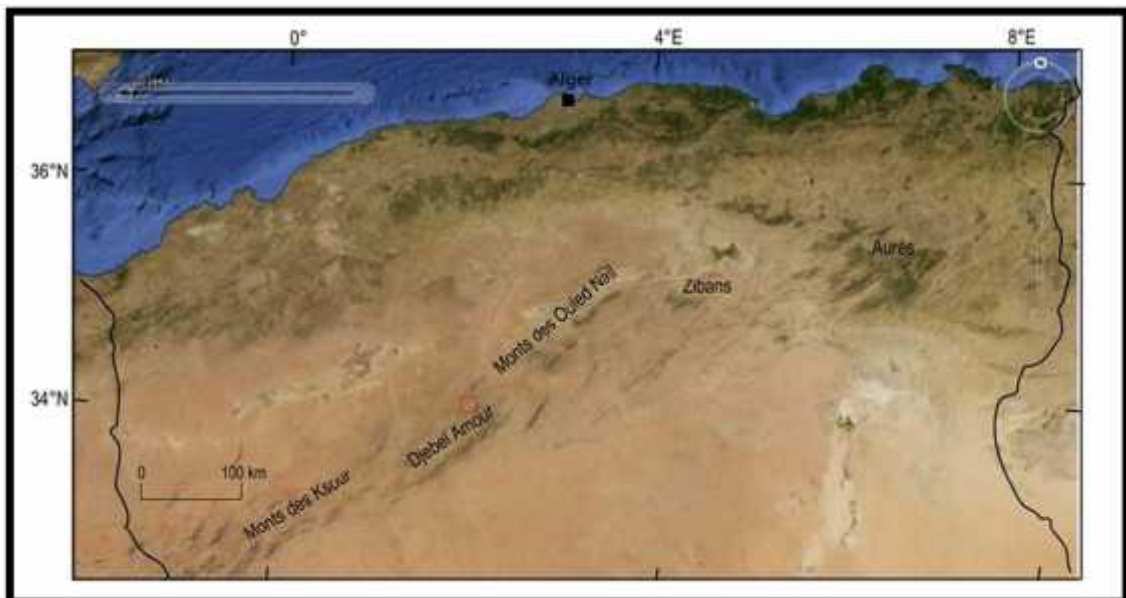 0°
4°E
8°E
Alger
36°N
Aurès
Zibans
Monts des Ouled Naïl
34°N
Djebel Amour
0
100 km
Monts des Ksour